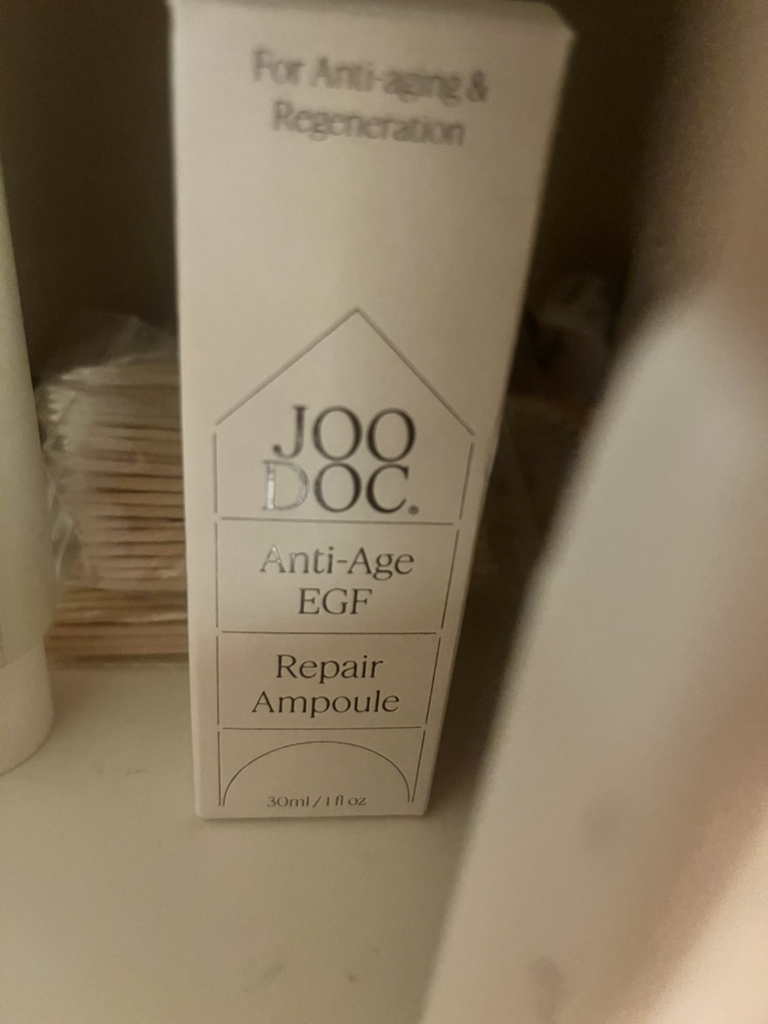 For Anti-aging &
Regeneration
JOO
DOC.®
Anti-Age
EGF
Repair
Ampoule
30ml / 1 fl oz